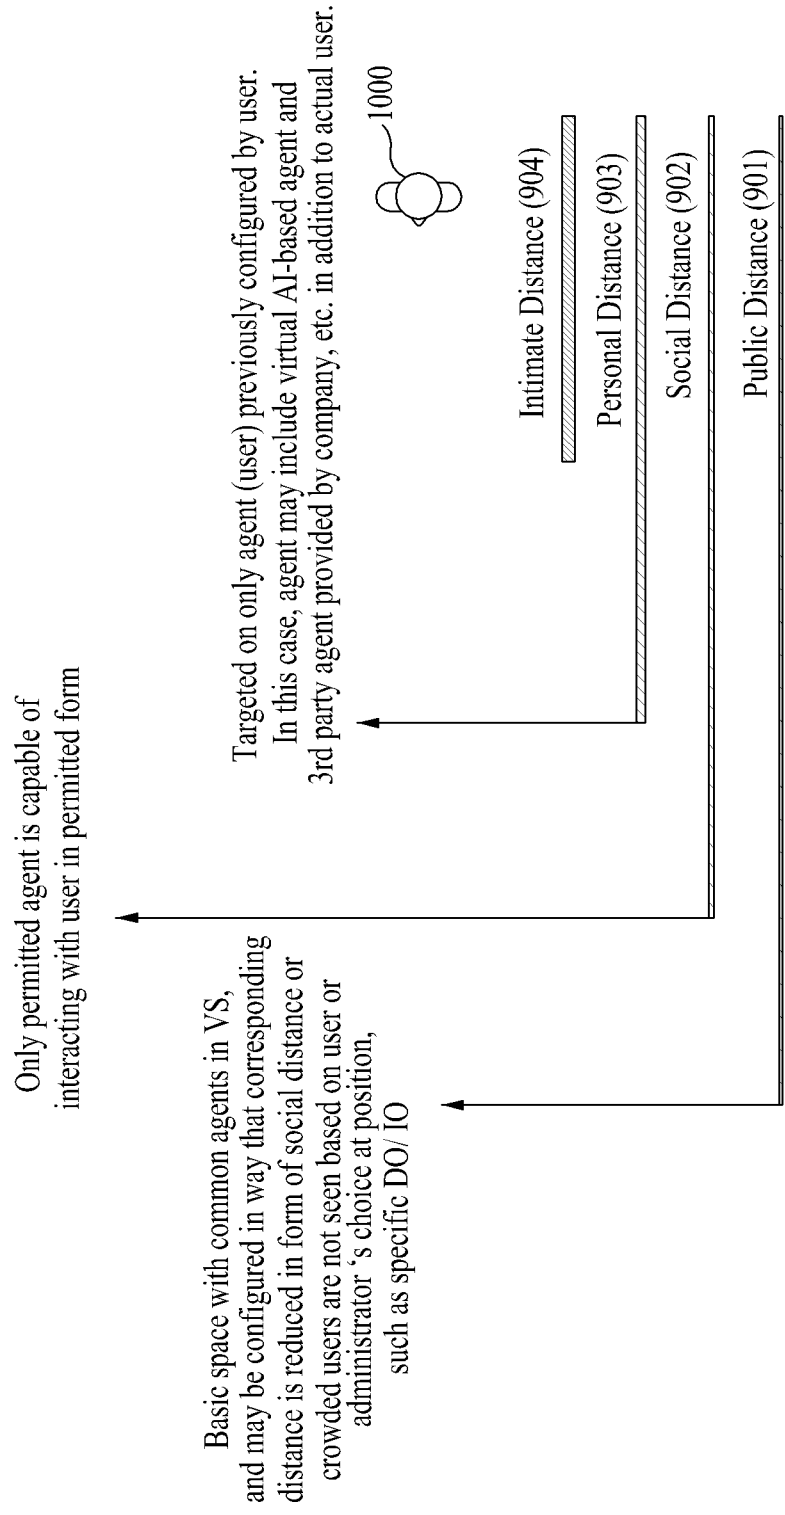 Only permitted agent is capable of
interacting with user in permitted form
Basic space with common agents in VS,
and may be configured in way that corresponding
distance is reduced in form of social distance or
crowded users are not seen based on user or
administrator ‘s choice at position,
such as specific DO/ IO
Targeted on only agent (user) previously configured by user.
In this case, agent may include virtual AI-based agent and
3rd party agent provided by company, etc. in addition to actual user.
1000
Intimate Distance (904)
Personal Distance (903)
Social Distance (902)
Public Distance (901)